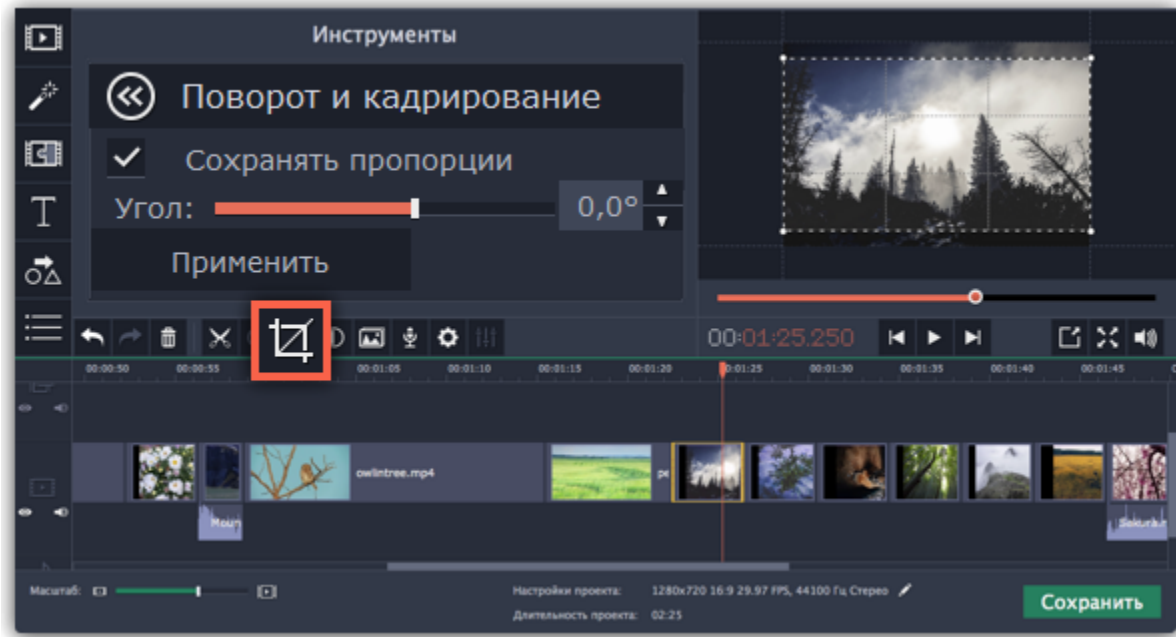 Инструменты
Поворот и кадрирование
Сохранять пропорции
Угол: 0,0°
Применить
00:01:25.250
00:00:50 00:00:55 00:01:05 00:01:10 00:01:15 00:01:20 00:01:25 00:01:30 00:01:35 00:01:40 00:01:45
owlintree.mp4
Moun
Sakura
Масштаб:
Настройки проекта: 1280x720 16:9 29.97 FPS, 44100 Гц Стерео
Длительность проекта: 02:25
Сохранить